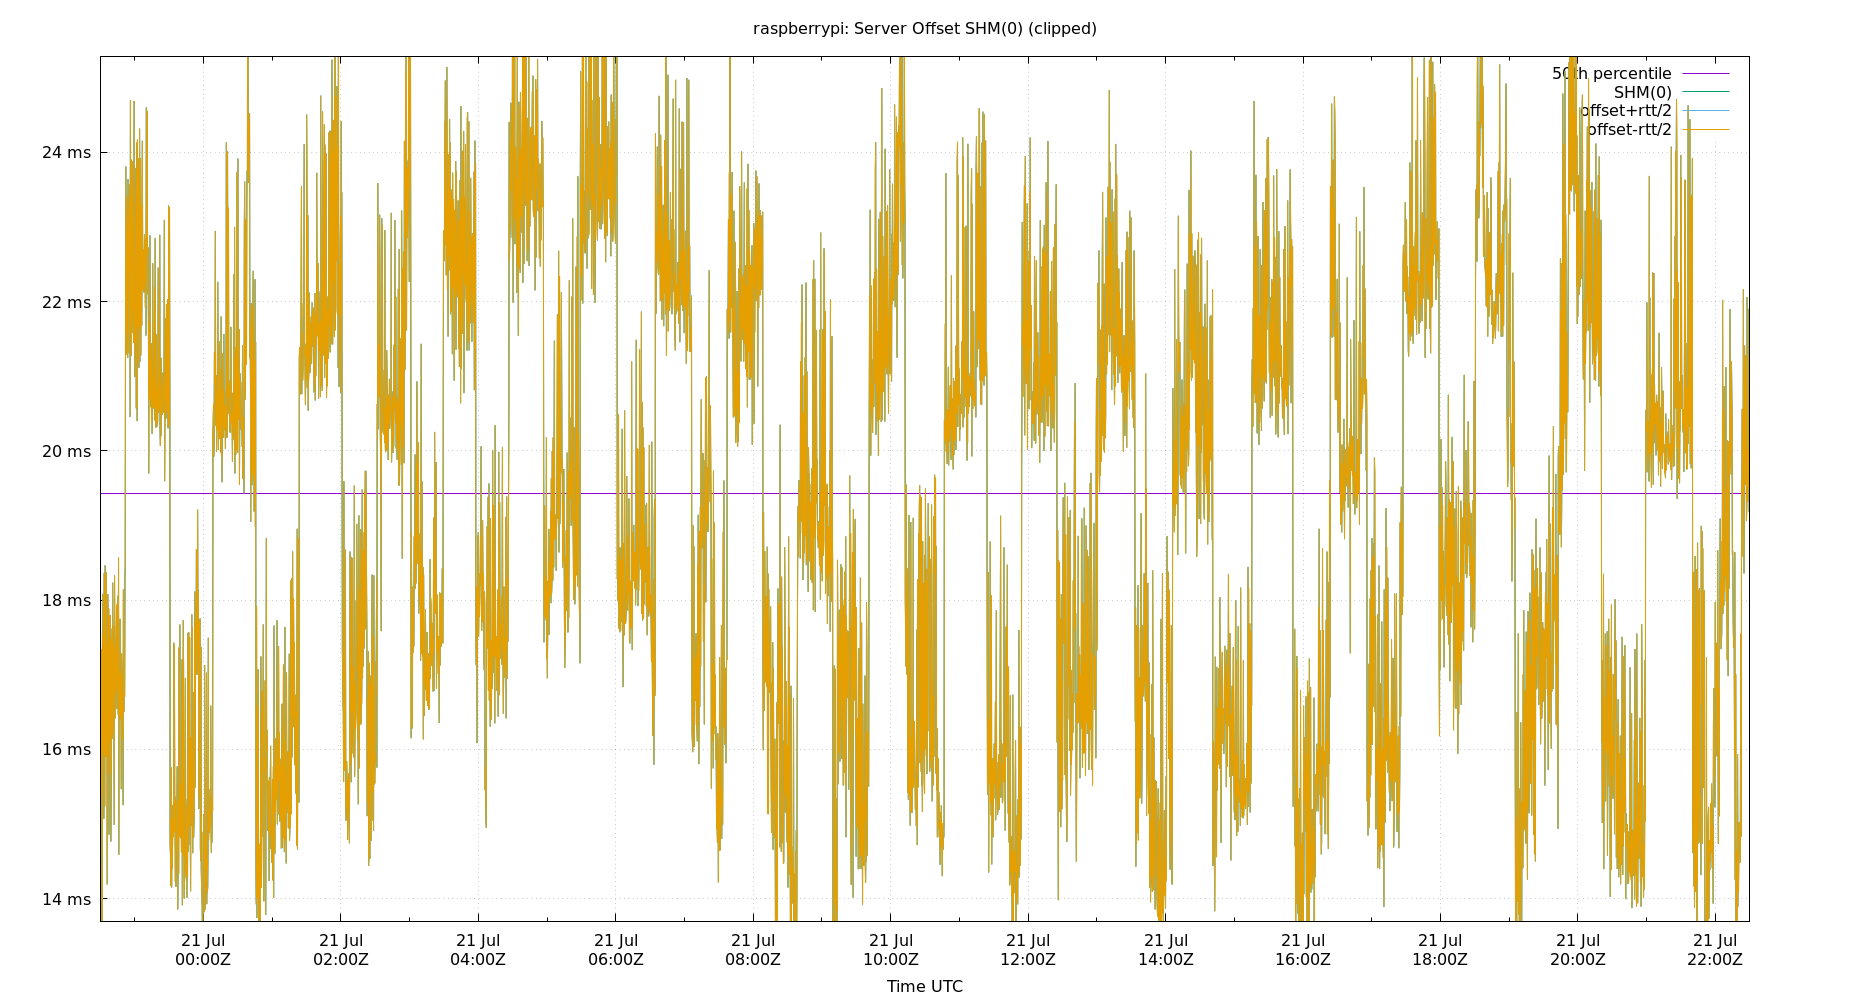 raspberrypi: Server Offset SHM(0) (clipped)
50th percentile
SHM(0)
offset+rtt/2
offset-rtt/2
24 ms
22 ms
20 ms
18 ms
16 ms
14 ms
21 Jul 21 Jul 21 Jul 21 Jul 21 Jul 21 Jul 21 Jul 21 Jul 21 Jul 21 Jul 21 Jul 21 Jul
00:00Z 02:00Z 04:00Z 06:00Z 08:00Z 10:00Z 12:00Z 14:00Z 16:00Z 18:00Z 20:00Z 22:00Z
Time UTC